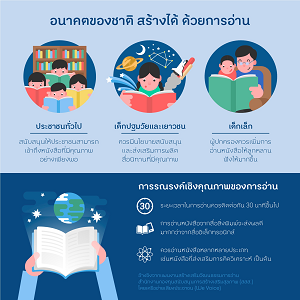 อนาคตของชาติ สร้างได้ ด้วยการอ่าน
ประชาชนทั่วไป
สนับสนุนให้ประชาชนสามารถ
เข้าถึงหนังสือที่มีคุณภาพ
อย่างเพียงพอ
เด็กปฐมวัยและเยาวชน
ควรมีนโยบายสนับสนุน
และส่งเสริมการผลิต
สื่อนิทานที่มีคุณภาพ
เด็กเล็ก
ผู้ปกครองควรเพิ่มการ
อ่านหนังสือให้ลูกหลาน
ฟังให้มากขึ้น
การรณรงค์เชิงคุณภาพของการอ่าน
30
ระยะเวลาในการอ่านควรติดต่อกัน 30 นาทีขึ้นไป
การอ่านหนังสือจากสื่อสิ่งพิมพ์จะส่งผลดี
มากกว่าจากสื่ออิเล็กทรอนิกส์
ควรอ่านหนังสือหลากหลายประเภท
เช่นหนังสือที่ส่งเสริมการคิดวิเคราะห์ เป็นต้น